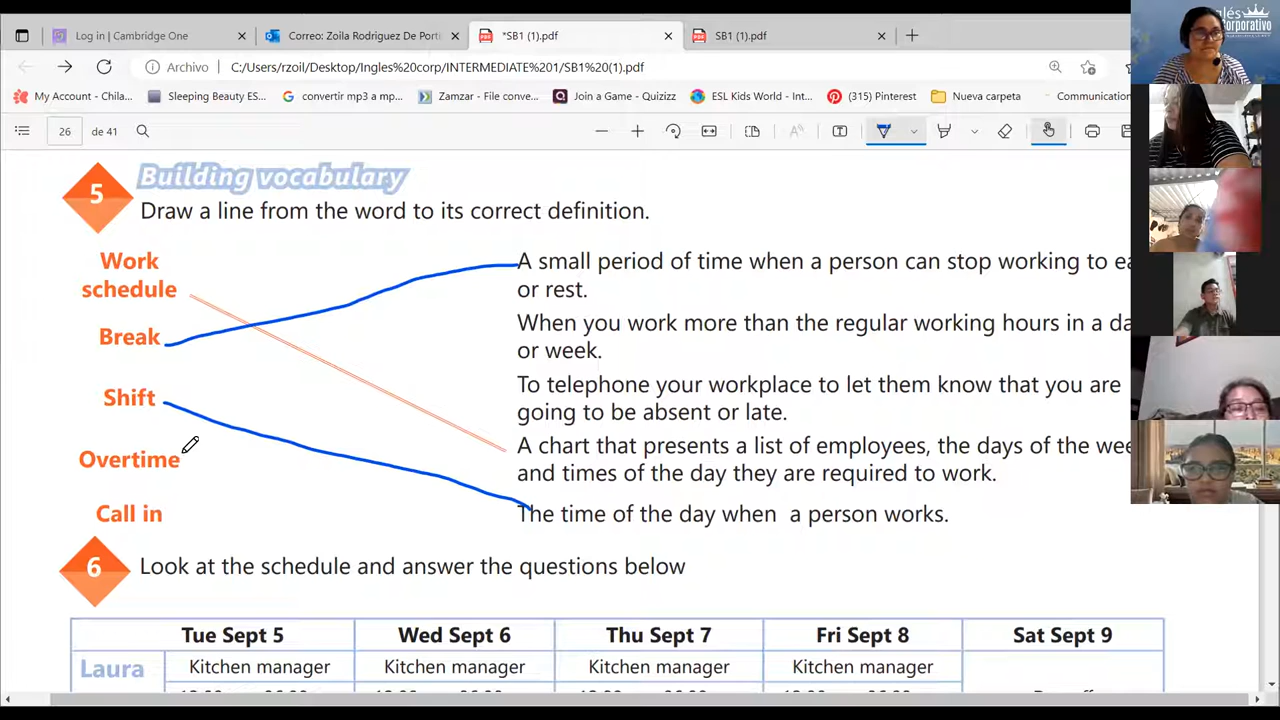 Log in | Cambridge One
Correo: Zoila Rodriguez De Porti
*SB1 (1).pdf
SB1 (1).pdf
Archivo
C:/Users/rzoil/Desktop/Ingles%20corp/INTERMEDIATE%201/SB1%20(1).pdf
My Account - Chila...
Sleeping Beauty ES...
convertir mp3 a mp...
Zamzar - File conve...
Join a Game - Quizizz
ESL Kids World - Int...
(315) Pinterest
Nueva carpeta
Communication
26 de 41
5 Building vocabulary
Draw a line from the word to its correct definition.
Work
schedule
Break
Shift
Overtime
Call in
A small period of time when a person can stop working to
or rest.
When you work more than the regular working hours in a
or week.
To telephone your workplace to let them know that you are
going to be absent or late.
A chart that presents a list of employees, the days of the
and times of the day they are required to work.
The time of the day when a person works.
6 Look at the schedule and answer the questions below
Tue Sept 5 Wed Sept 6 Thu Sept 7 Fri Sept 8 Sat Sept 9
Laura Kitchen manager Kitchen manager Kitchen manager Kitchen manager